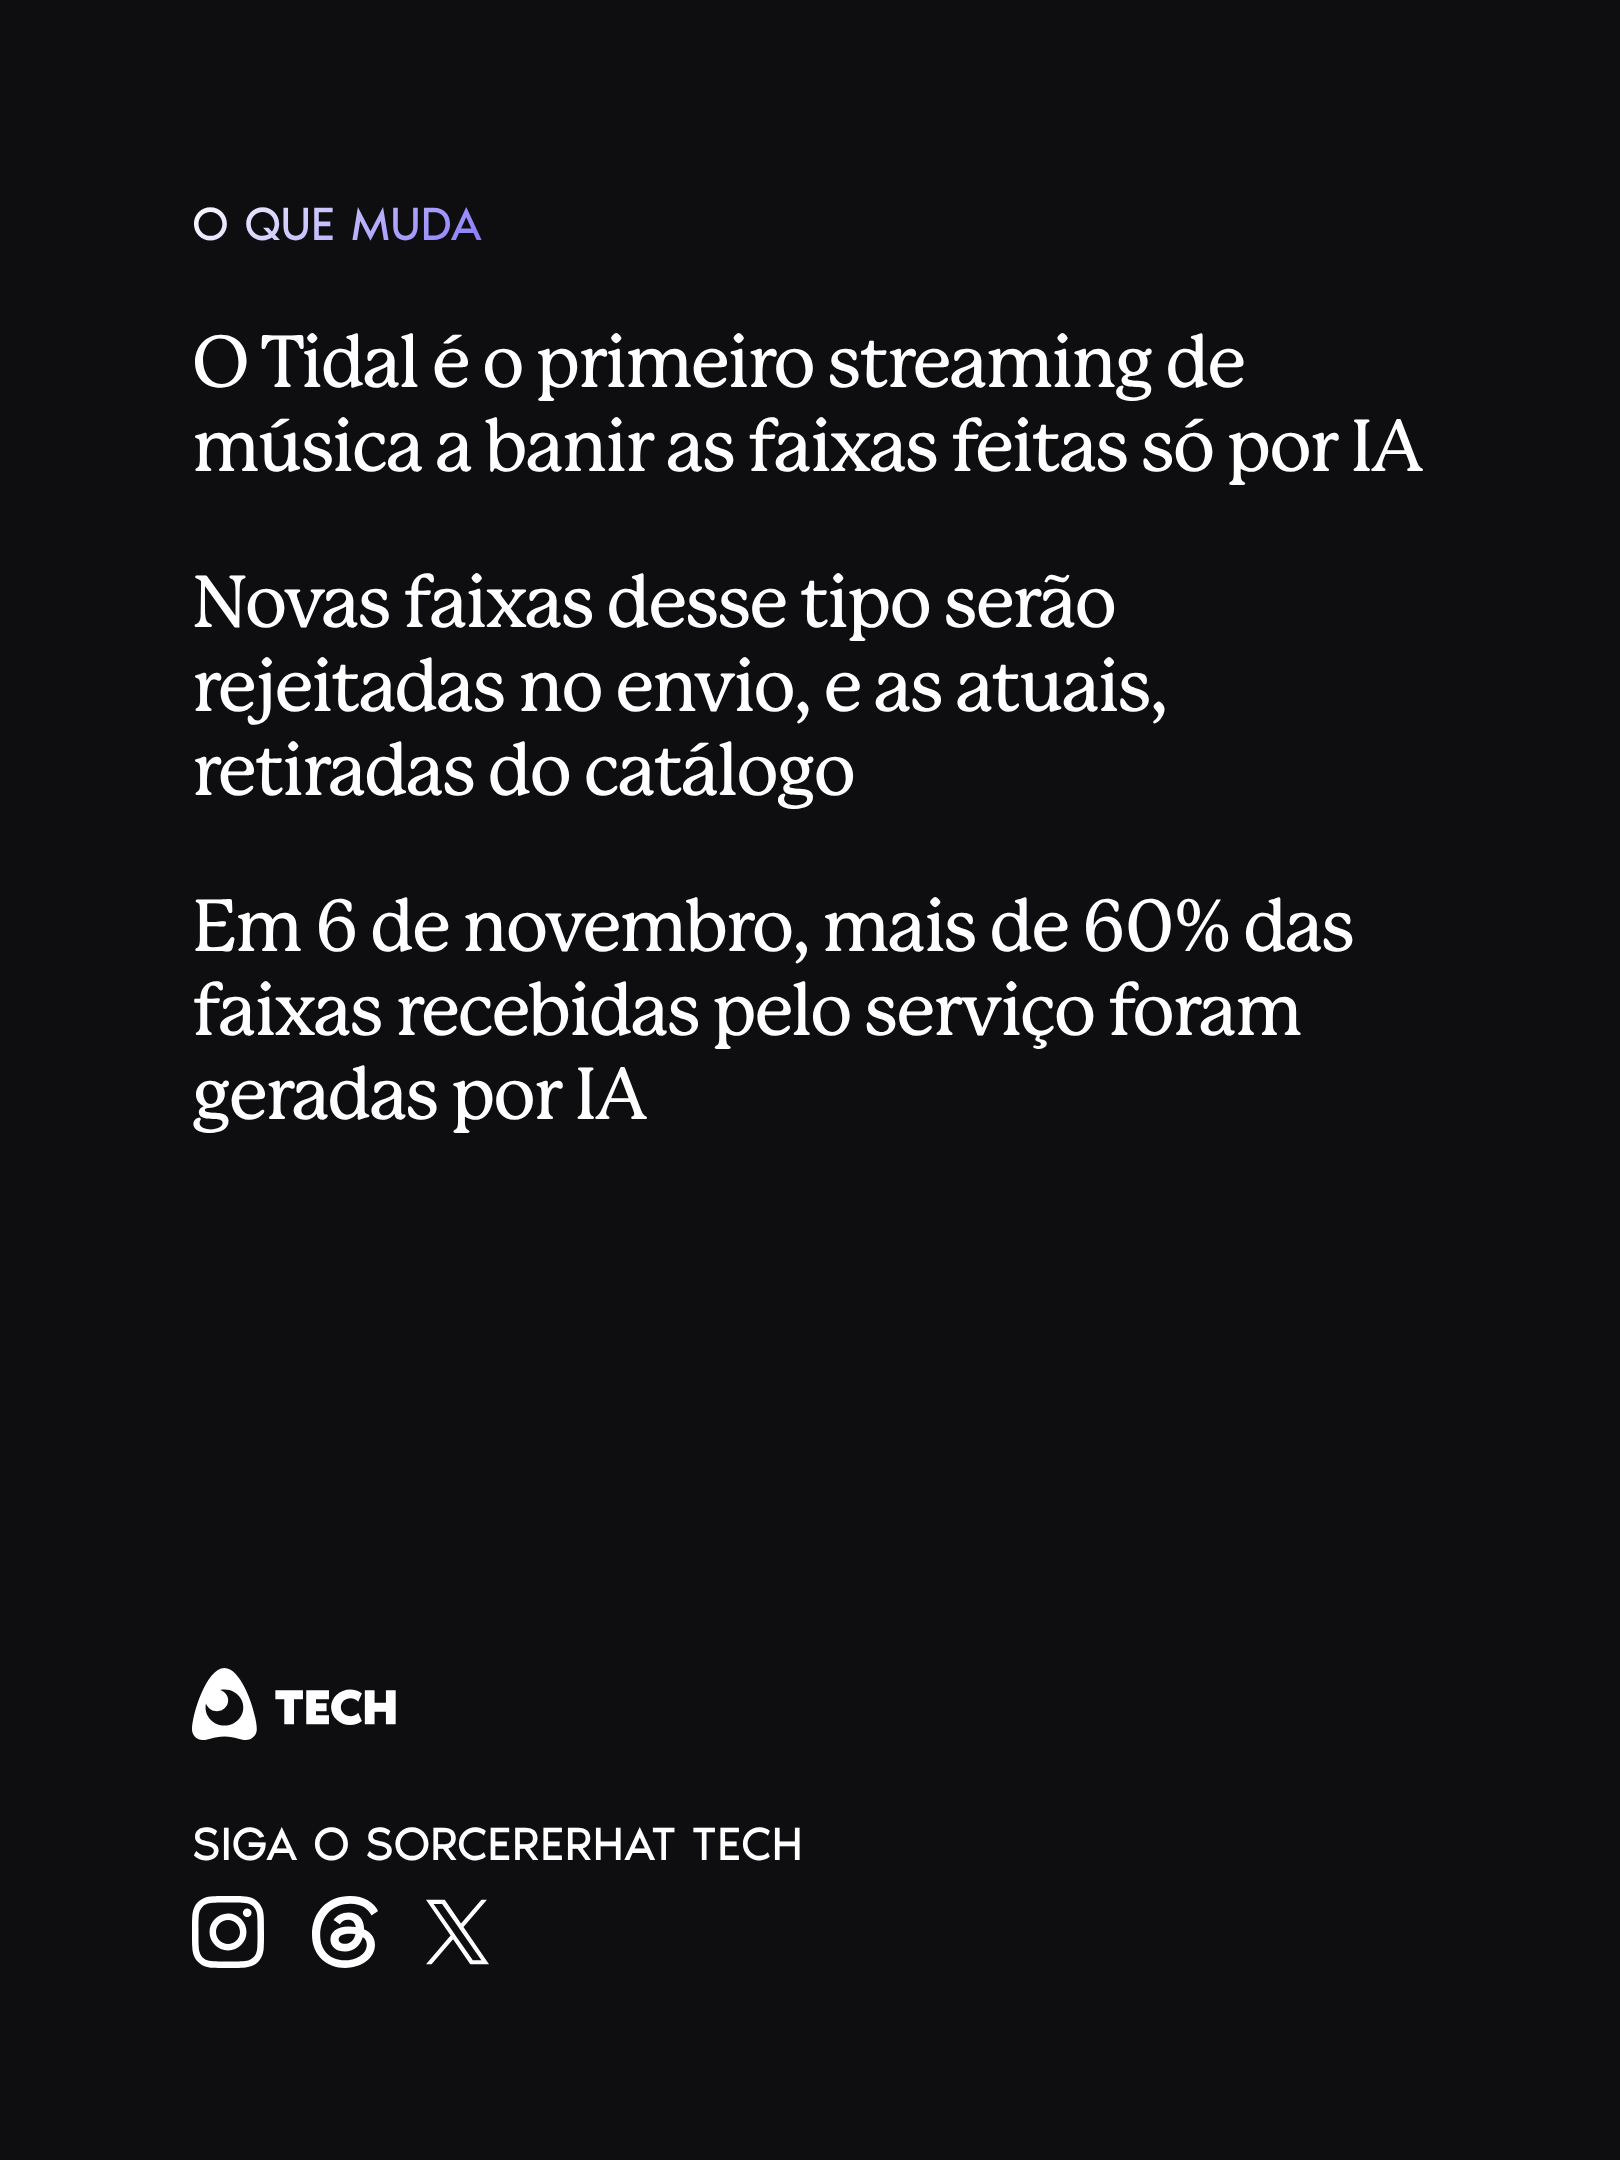 O QUE MUDA
O Tidal é o primeiro streaming de
música a banir as faixas feitas só por IA
Novas faixas desse tipo serão
rejeitadas no envio, e as atuais,
retiradas do catálogo
Em 6 de novembro, mais de 60% das
faixas recebidas pelo serviço foram
geradas por IA
TECH
SIGA O SORCERERHAT TECH